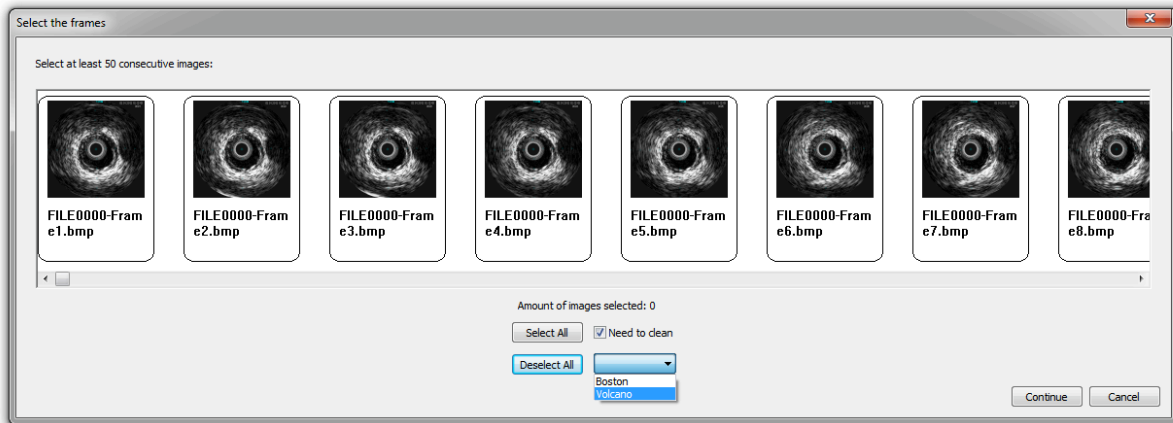 Select the frames
Select at least 50 consecutive images:
FILE0000-Fram
e1.bmp
FILE0000-Fram
e2.bmp
FILE0000-Fram
e3.bmp
FILE0000-Fram
e4.bmp
FILE0000-Fram
e5.bmp
FILE0000-Fram
e6.bmp
FILE0000-Fram
e7.bmp
FILE0000-Fra
e8.bmp
Amount of images selected: 0
Select All
Need to clean
Deselect All
Boston
Volcano
Continue
Cancel